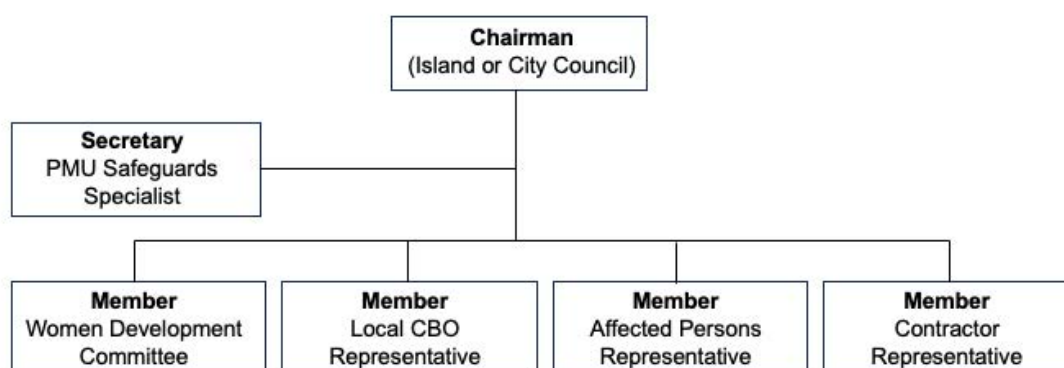 Chairman
(Island or City Council)
Secretary
PMU Safeguards
Specialist
Member
Women Development
Committee
Member
Local CBO
Representative
Member
Affected Persons
Representative
Member
Contractor
Representative